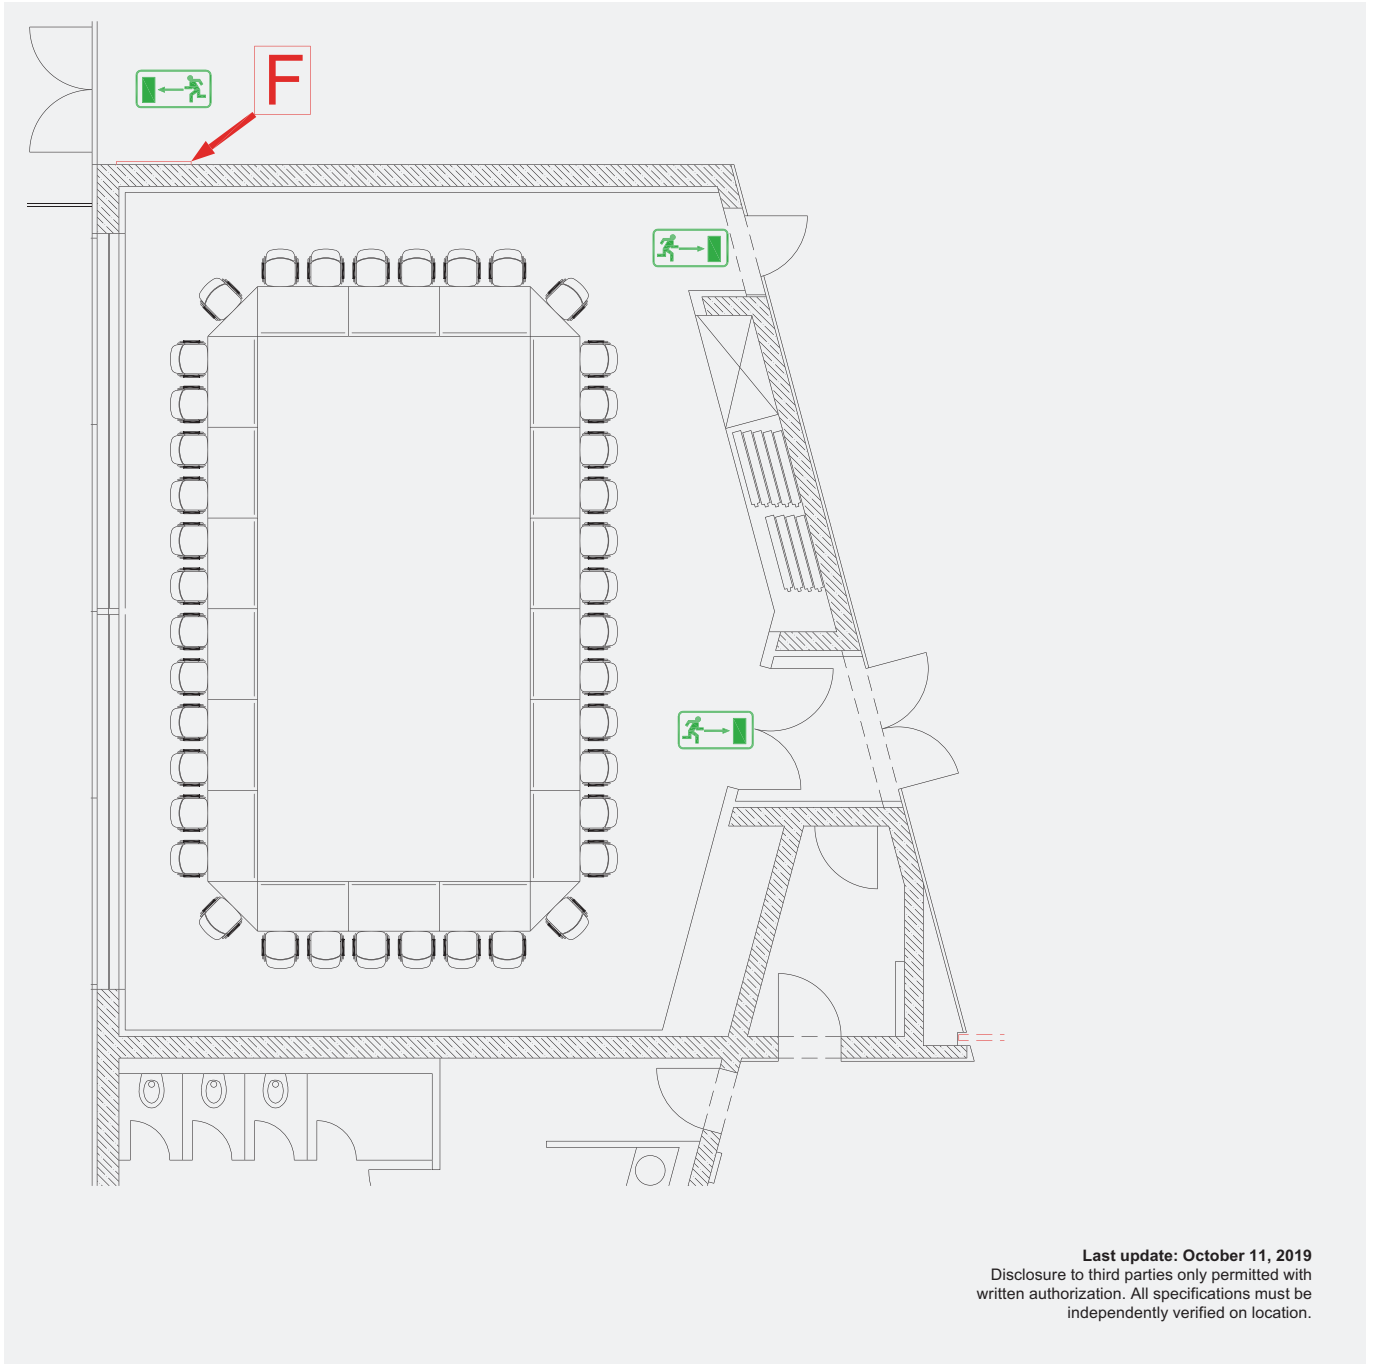 F
Last update: October 11, 2019
Disclosure to third parties only permitted with
written authorization. All specifications must be
independently verified on location.